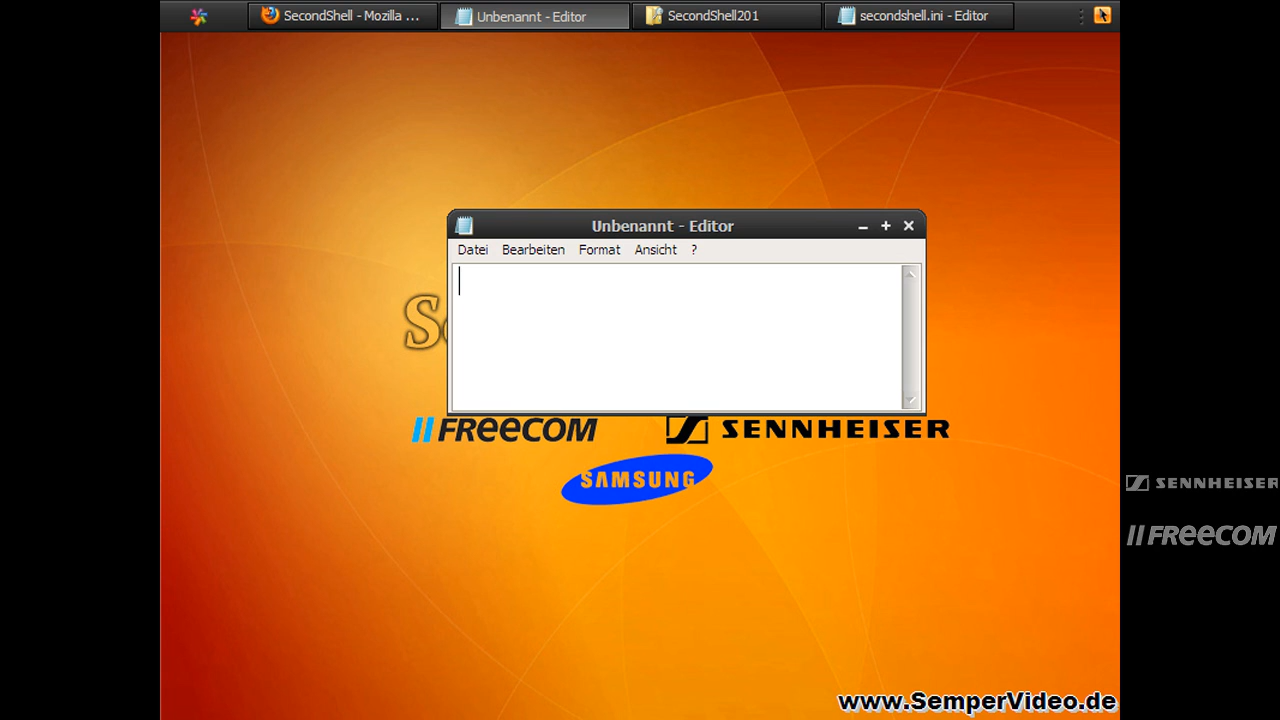 SecondShell - Mozilla ...
Unbenannt - Editor
SecondShell201
secondshell.ini - Editor
Unbenannt - Editor
Datei Bearbeiten Format Ansicht ?
S
FREECOM
SENNHEISER
SAMSUNG
SENNHEISER
FREECOM
www.SemperVideo.de